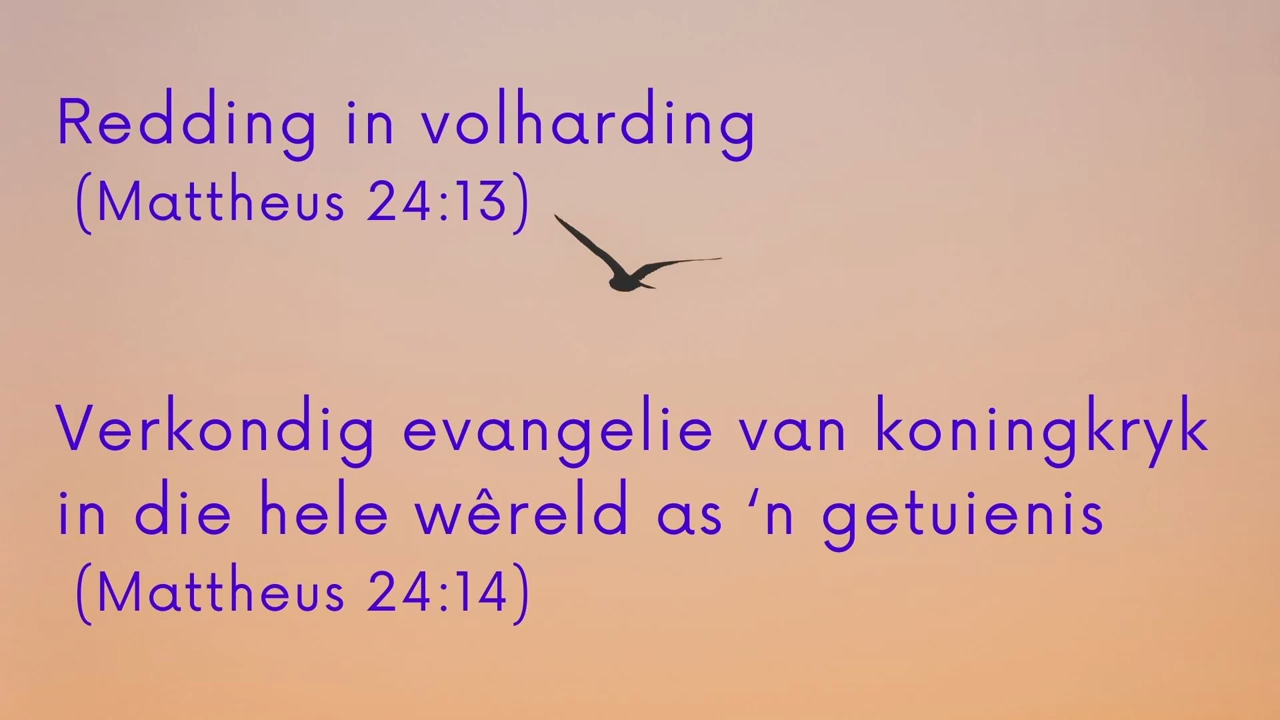 Redding in volharding
(Mattheus 24:13)
Verkondig evangelie van koningkryk
in die hele wêreld as ‘n getuienis
(Mattheus 24:14)